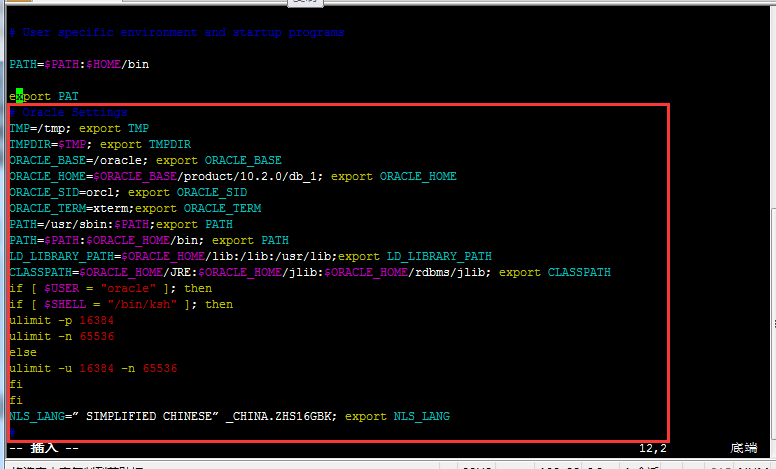 # User specific environment and startup programs
PATH=$PATH:$HOME/bin
export PAT
# Oracle Settings
TMP=/tmp; export TMP
TMPDIR=$TMP; export TMPDIR
ORACLE_BASE=/oracle; export ORACLE_BASE
ORACLE_HOME=$ORACLE_BASE/product/10.2.0/db_1; export ORACLE_HOME
ORACLE_SID=orcl; export ORACLE_SID
ORACLE_TERM=xterm;export ORACLE_TERM
PATH=/usr/sbin:$PATH;export PATH
PATH=$PATH:$ORACLE_HOME/bin; export PATH
LD_LIBRARY_PATH=$ORACLE_HOME/lib:/lib:/usr/lib;export LD_LIBRARY_PATH
CLASSPATH=$ORACLE_HOME/JRE:$ORACLE_HOME/jlib:$ORACLE_HOME/rdbms/jlib; export CLASSPATH
if [ $USER = "oracle" ]; then
if [ $SHELL = "/bin/ksh" ]; then
ulimit -p 16384
ulimit -n 65536
else
ulimit -u 16384 -n 65536
fi
fi
NLS_LANG=” SIMPLIFIED CHINESE” _CHINA.ZHS16GBK; export NLS_LANG
-- 插入 -- 12,2 底端